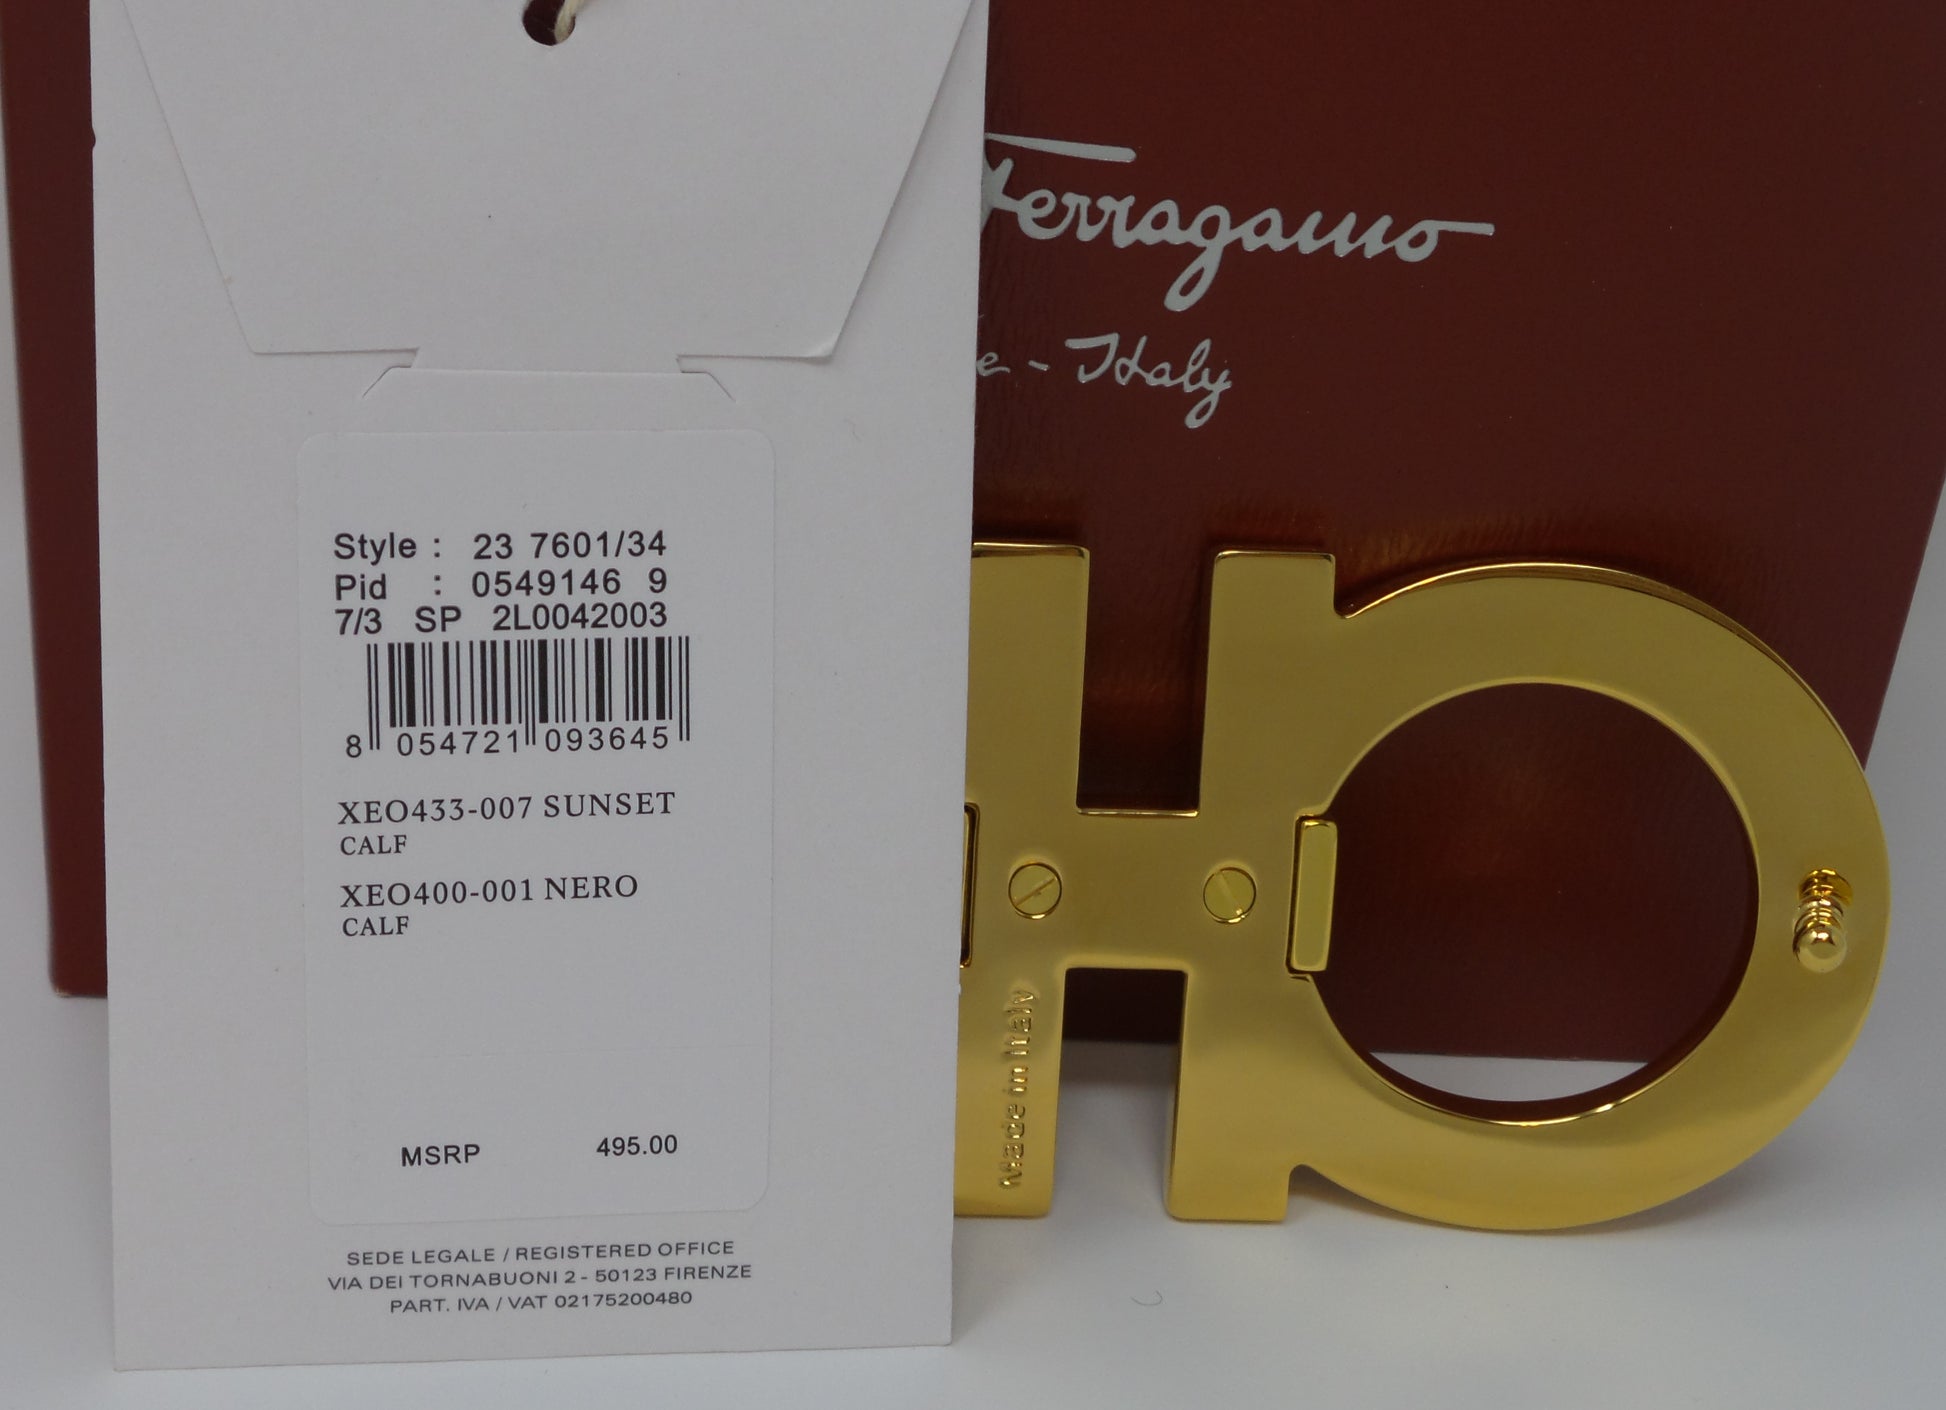 Ferragamo
e - Italy
Style : 23 7601/34
Pid : 0549146 9
7/3 SP 2L0042003
8 054721 093645
XEO433-007 SUNSET
CALF
XEO400-001 NERO
CALF
MSRP 495.00
SEDE LEGALE / REGISTERED OFFICE
VIA DEI TORNABUONI 2 - 50123 FIRENZE
PART. IVA / VAT 02175200480
Made in Italy